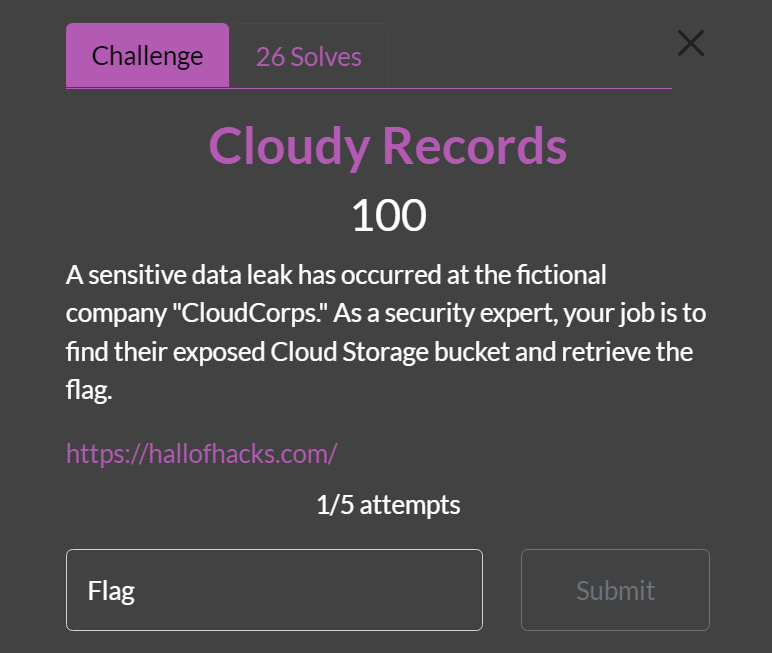 Challenge
26 Solves
Cloudy Records
100
A sensitive data leak has occurred at the fictional
company "CloudCorps." As a security expert, your job is to
find their exposed Cloud Storage bucket and retrieve the
flag.
https://hallofhacks.com/
1/5 attempts
Flag
Submit